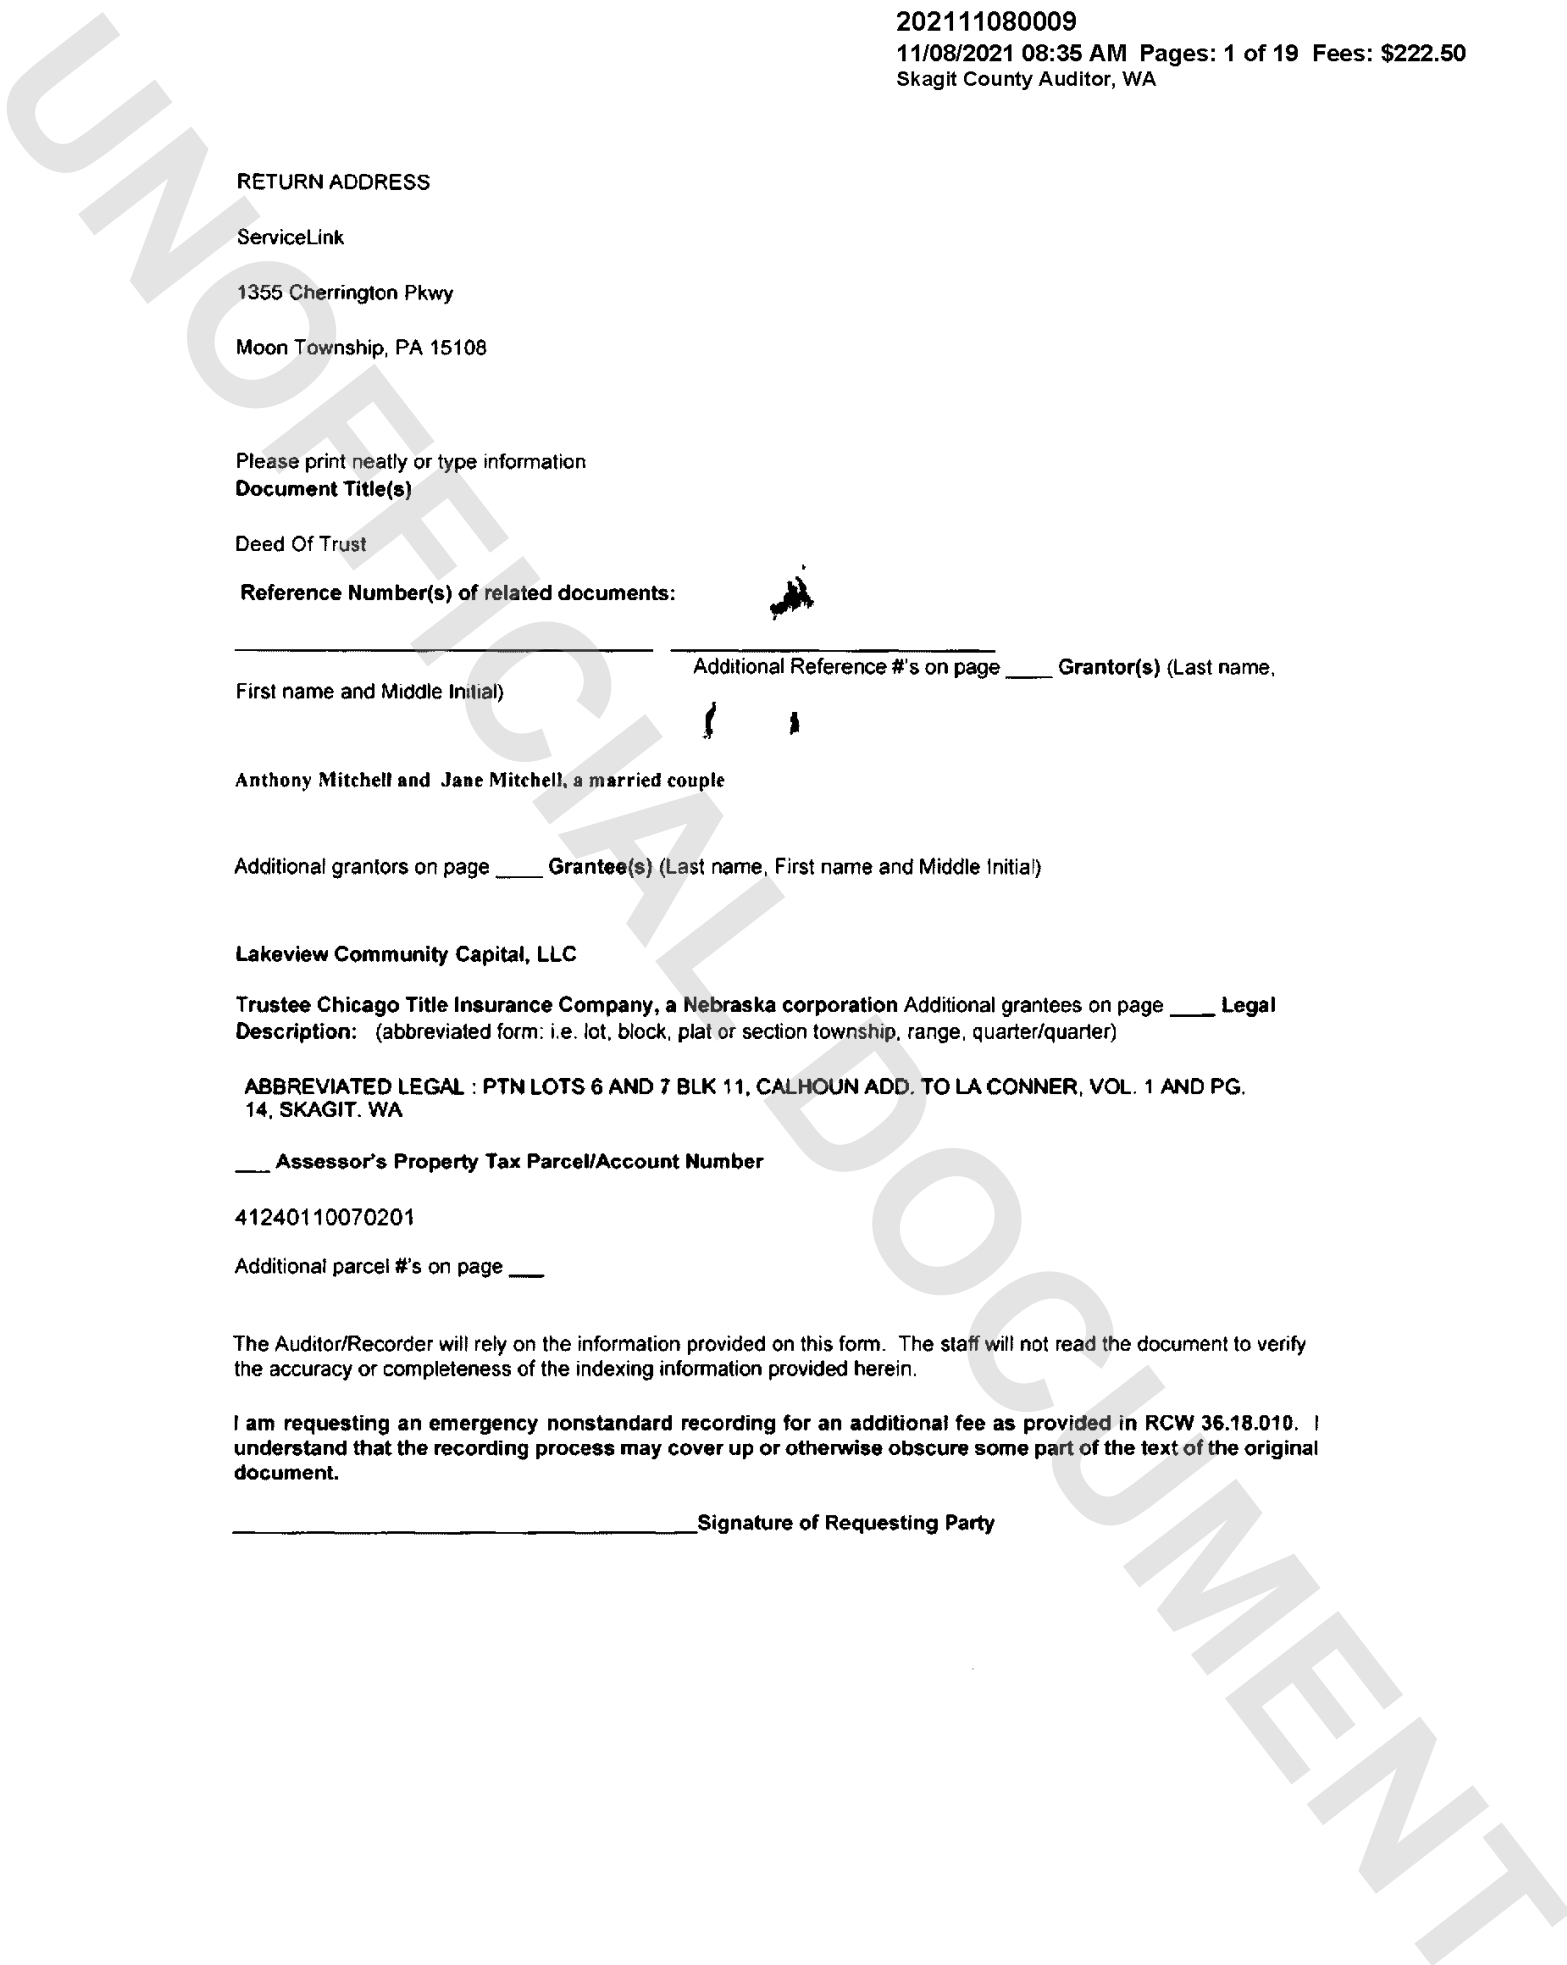 202111080009
11/08/2021 08:35 AM Pages: 1 of 19 Fees: $222.50
Skagit County Auditor, WA
RETURN ADDRESS
ServiceLink
1355 Cherrington Pkwy
Moon Township, PA 15108
Please print neatly or type information
Document Title(s)
Deed Of Trust
Reference Number(s) of related documents:
Additional Reference #'s on page ____ Grantor(s) (Last name,
First name and Middle Initial)
Anthony Mitchell and Jane Mitchell, a married couple
Additional grantors on page ____ Grantee(s) (Last name, First name and Middle Initial)
Lakeview Community Capital, LLC
Trustee Chicago Title Insurance Company, a Nebraska corporation Additional grantees on page ____ Legal
Description: (abbreviated form: i.e. lot, block, plat or section township, range, quarter/quarter)
ABBREVIATED LEGAL : PTN LOTS 6 AND 7 BLK 11, CALHOUN ADD. TO LA CONNER, VOL. 1 AND PG.
14, SKAGIT. WA
___ Assessor's Property Tax Parcel/Account Number
41240110070201
Additional parcel #'s on page ___
The Auditor/Recorder will rely on the information provided on this form. The staff will not read the document to verify
the accuracy or completeness of the indexing information provided herein.
I am requesting an emergency nonstandard recording for an additional fee as provided in RCW 36.18.010. I
understand that the recording process may cover up or otherwise obscure some part of the text of the original
document.
____Signature of Requesting Party
UNOFFICIAL DOCUMENT